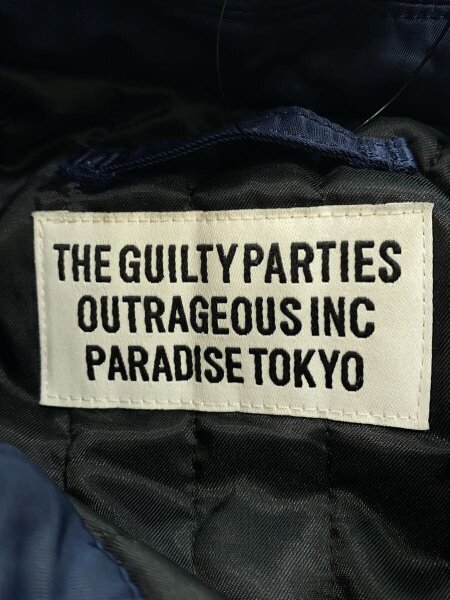 THE GUILTY PARTIES
OUTRAGEOUS INC
PARADISE TOKYO